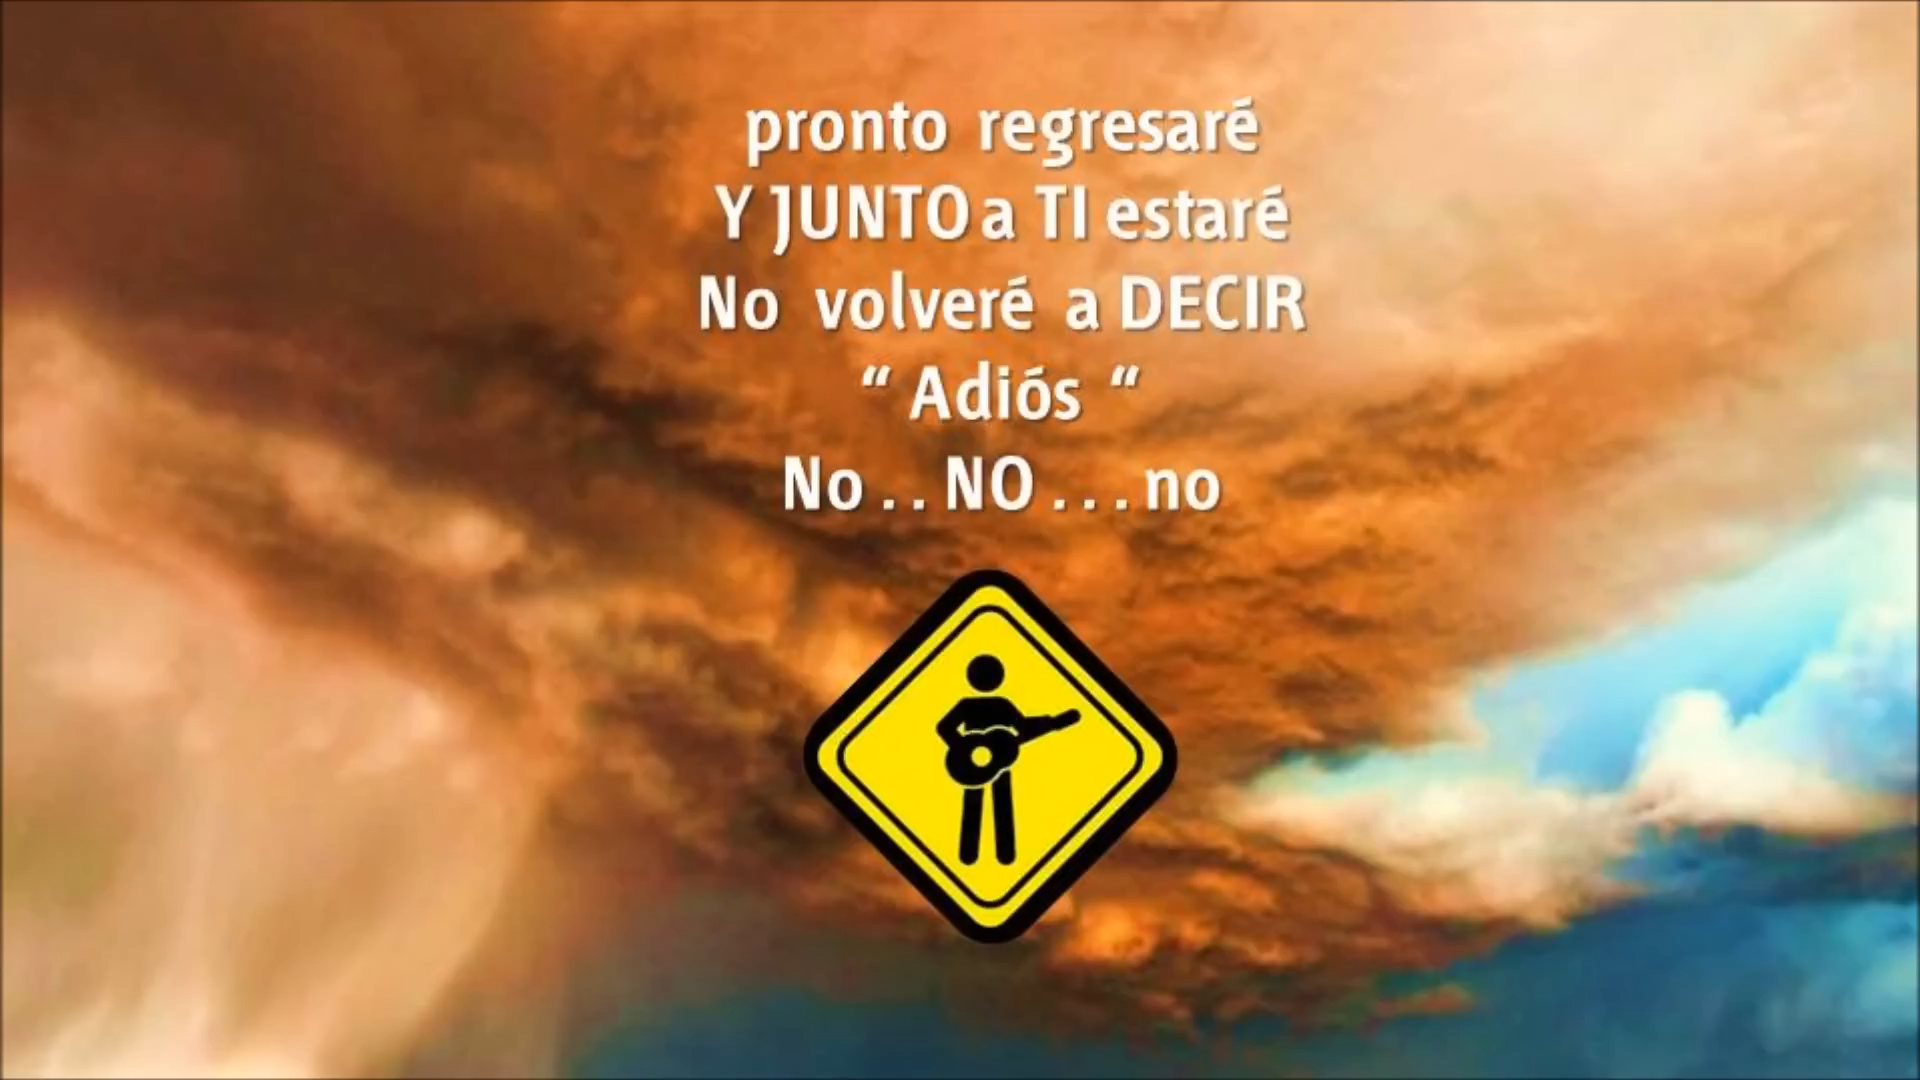 pronto regresaré
Y JUNTO a TI estaré
No volveré a DECIR
“ Adiós “
No . . NO . . . no